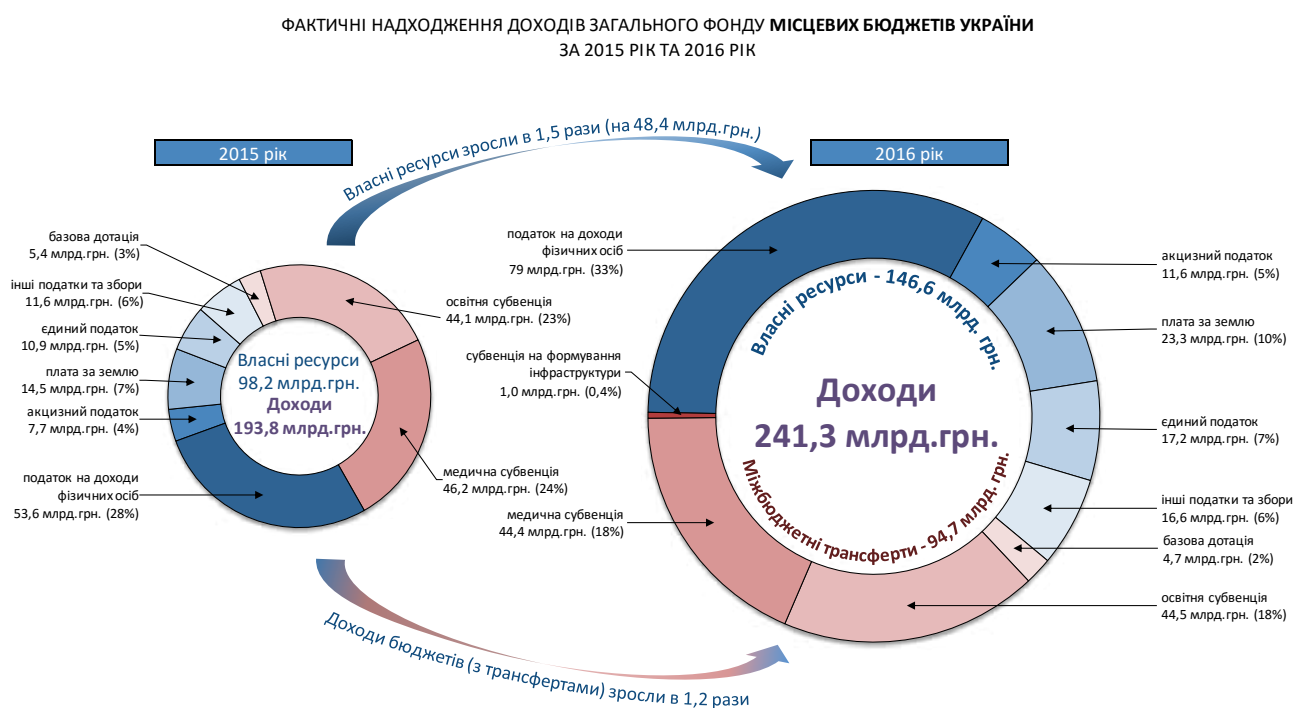 ФАКТИЧНІ НАДХОДЖЕННЯ ДОХОДІВ ЗАГАЛЬНОГО ФОНДУ МІСЦЕВИХ БЮДЖЕТІВ УКРАЇНИ
ЗА 2015 РІК ТА 2016 РІК
Власні ресурси зросли в 1,5 рази (на 48,4 млрд.грн.)
2015 рік
базова дотація
5,4 млрд.грн. (3%)
інші податки та збори
11,6 млрд.грн. (6%)
єдиний податок
10,9 млрд.грн. (5%)
плата за землю
14,5 млрд.грн. (7%)
акцизний податок
7,7 млрд.грн. (4%)
податок на доходи
фізичних осіб
53,6 млрд.грн. (28%)
освітня субвенція
44,1 млрд.грн. (23%)
медична субвенція
46,2 млрд.грн. (24%)
Власні ресурси
98,2 млрд.грн.
Доходи
193,8 млрд.грн.
2016 рік
податок на доходи
фізичних осіб
79 млрд.грн. (33%)
субвенція на формування
інфраструктури
1,0 млрд.грн. (0,4%)
медична субвенція
44,4 млрд.грн. (18%)
Власні ресурси - 146,6 млрд. грн.
Доходи
241,3 млрд.грн.
Міжбюджетні трансферти - 94,7 млрд. грн.
акцизний податок
11,6 млрд.грн. (5%)
плата за землю
23,3 млрд.грн. (10%)
єдиний податок
17,2 млрд.грн. (7%)
інші податки та збори
16,6 млрд.грн. (6%)
базова дотація
4,7 млрд.грн. (2%)
освітня субвенція
44,5 млрд.грн. (18%)
Доходи бюджетів (з трансфертами) зросли в 1,2 рази